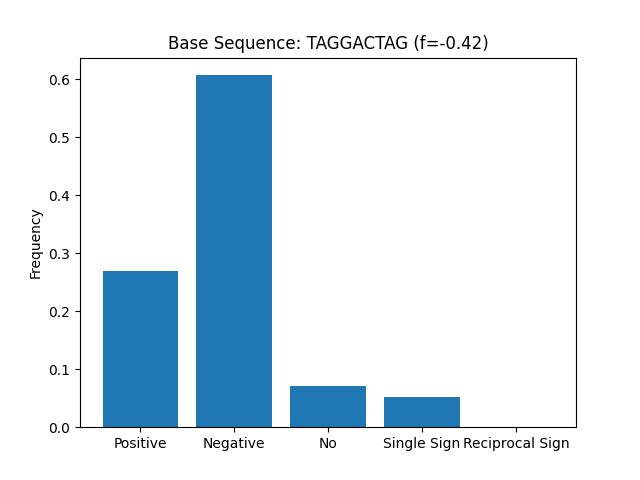 Base Sequence: TAGGACTAG (f=-0.42)
0.6
0.5
0.4
0.3
0.2
0.1
0.0
Frequency
Positive Negative No Single Sign Reciprocal Sign